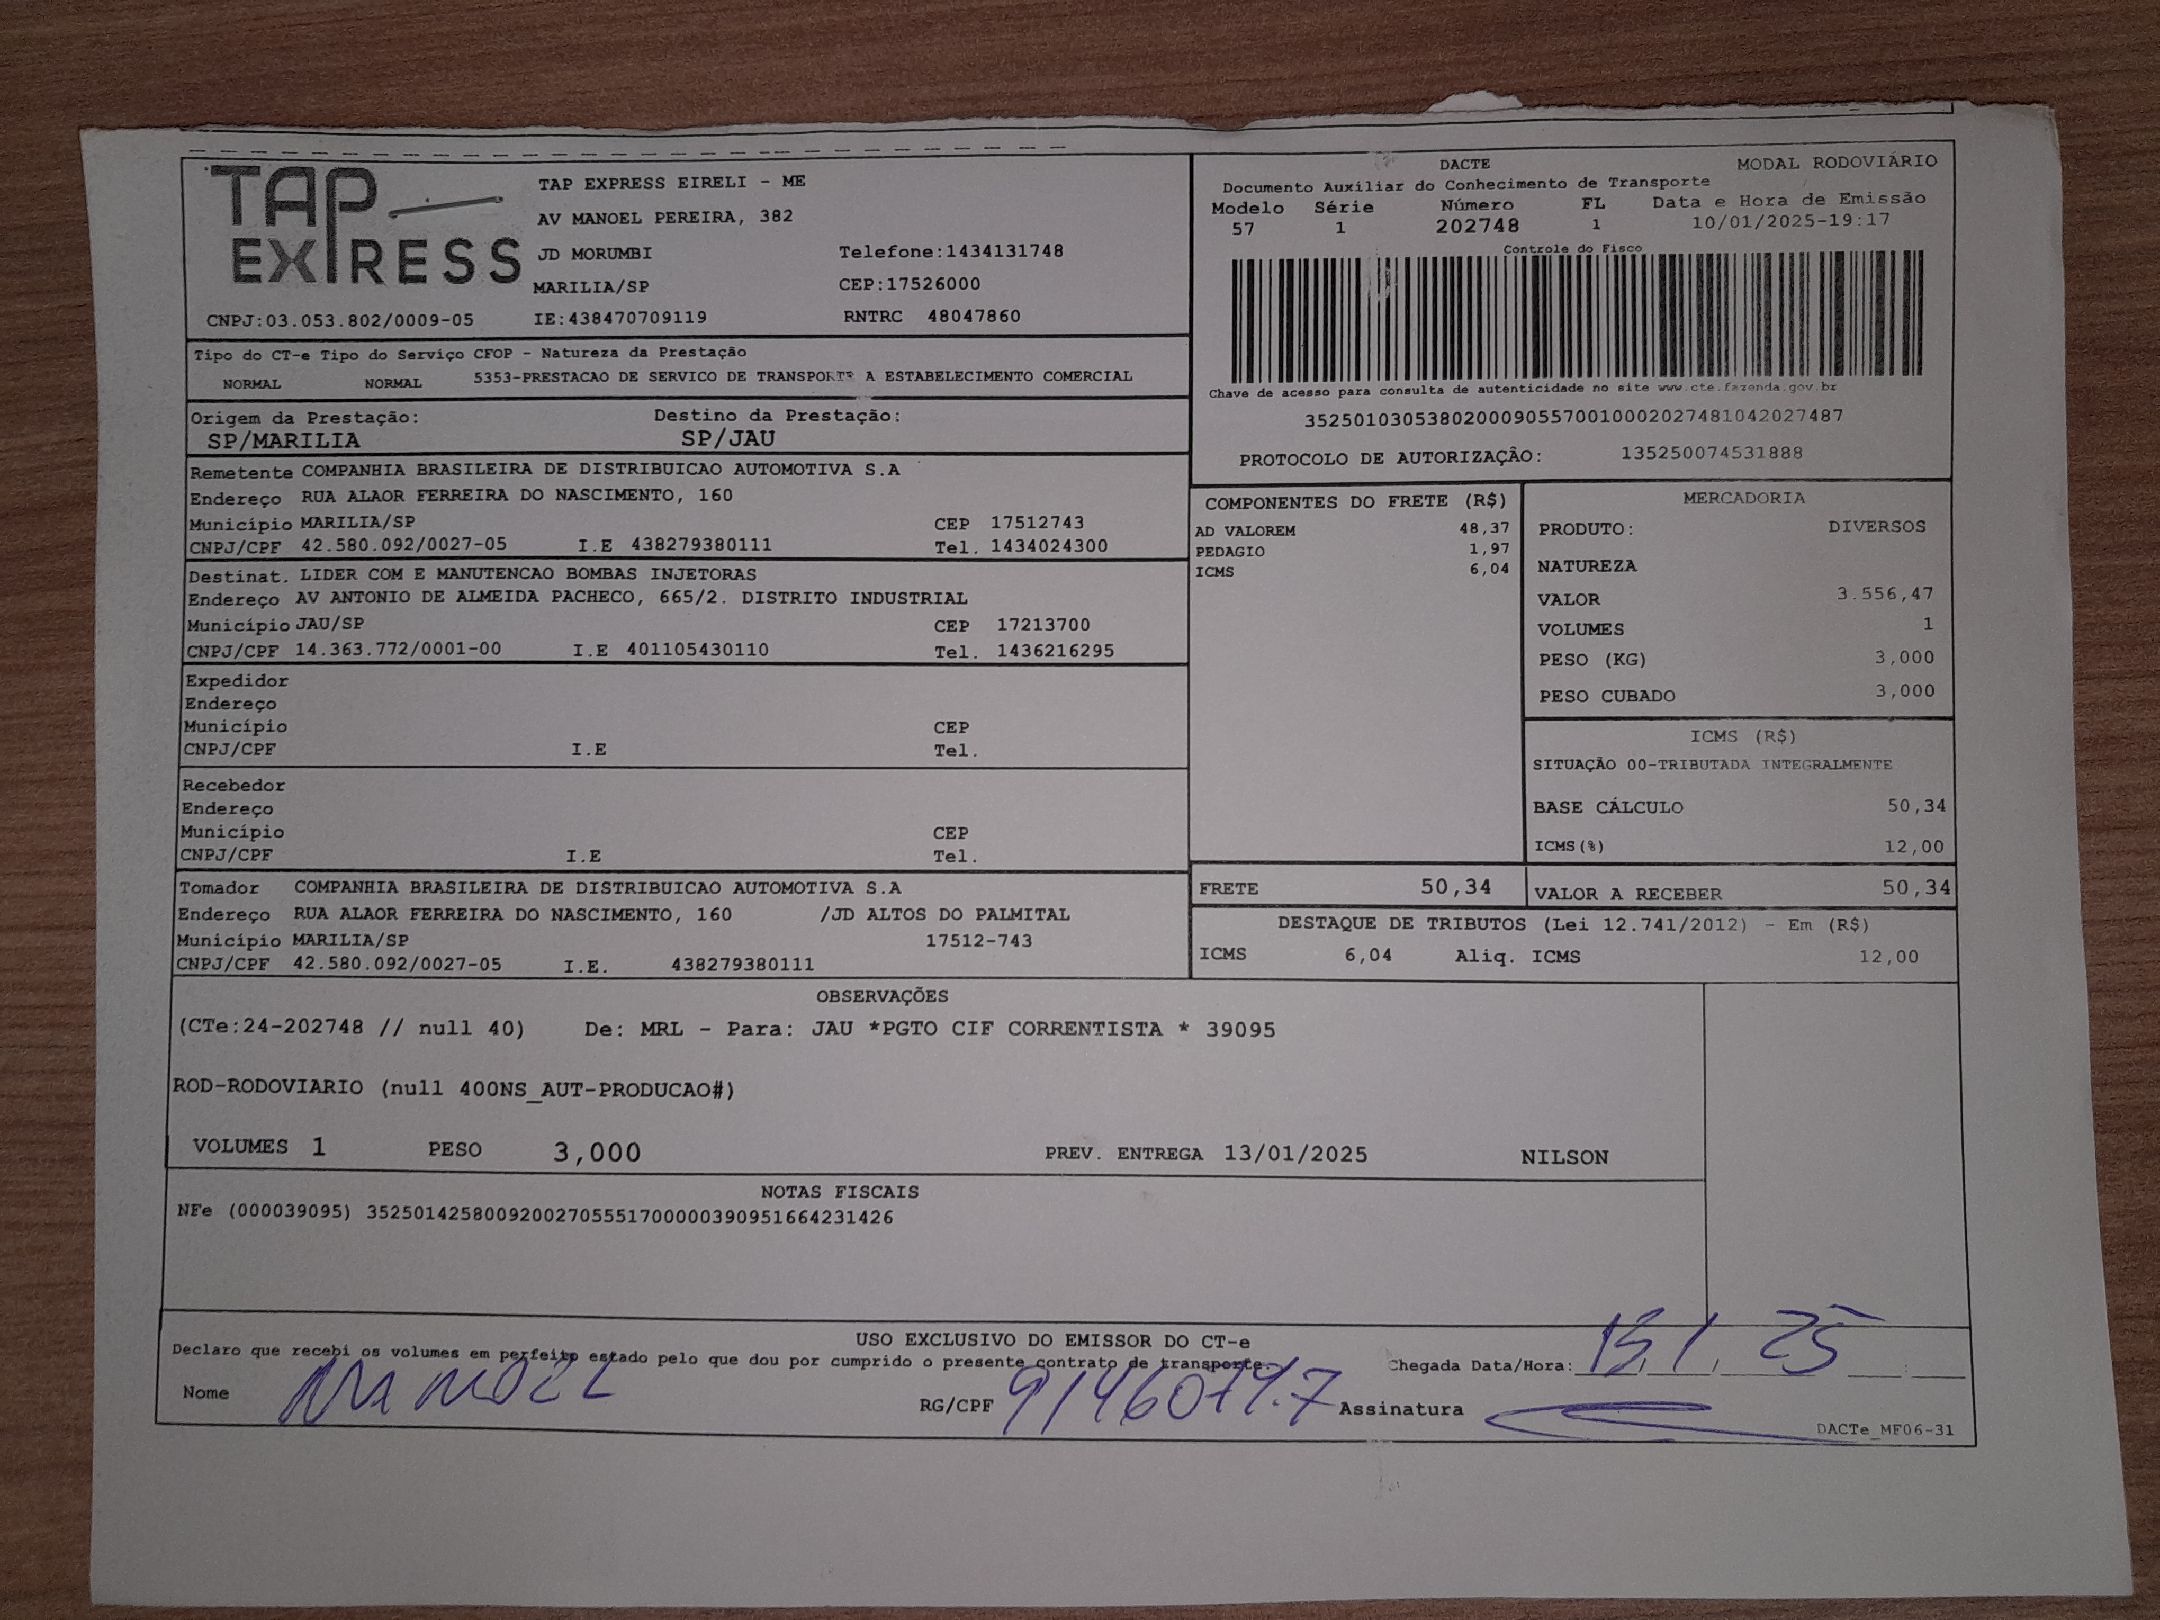 TAP EXPRESS
TAP EXPRESS EIRELI - ME
AV MANOEL PEREIRA, 382
JD MORUMBI Telefone:1434131748
MARILIA/SP CEP:17526000
CNPJ:03.053.802/0009-05 IE:438470709119 RNTRC 48047860
DACTE MODAL RODOVIÁRIO
Documento Auxiliar do Conhecimento de Transporte
Modelo Série Número FL Data e Hora de Emissão
57 1 202748 1 10/01/2025-19:17
Controle do Fisco
Chave de acesso para consulta de autenticidade no site www.cte.fazenda.gov.br
35250103053802000905570010002027481042027487
PROTOCOLO DE AUTORIZAÇÃO: 135250074531888
Tipo do CT-e Tipo do Serviço CFOP - Natureza da Prestação
NORMAL NORMAL 5353-PRESTACAO DE SERVICO DE TRANSPORTE A ESTABELECIMENTO COMERCIAL
Origem da Prestação: Destino da Prestação:
SP/MARILIA SP/JAU
Remetente COMPANHIA BRASILEIRA DE DISTRIBUICAO AUTOMOTIVA S.A
Endereço RUA ALAOR FERREIRA DO NASCIMENTO, 160
Município MARILIA/SP CEP 17512743
CNPJ/CPF 42.580.092/0027-05 I.E 438279380111 Tel. 1434024300
Destinat. LIDER COM E MANUTENCAO BOMBAS INJETORAS
Endereço AV ANTONIO DE ALMEIDA PACHECO, 665/2. DISTRITO INDUSTRIAL
Município JAU/SP CEP 17213700
CNPJ/CPF 14.363.772/0001-00 I.E 401105430110 Tel. 1436216295
Expedidor
Endereço
Município CEP
CNPJ/CPF I.E Tel.
Recebedor
Endereço
Município CEP
CNPJ/CPF I.E Tel.
Tomador COMPANHIA BRASILEIRA DE DISTRIBUICAO AUTOMOTIVA S.A
Endereço RUA ALAOR FERREIRA DO NASCIMENTO, 160 /JD ALTOS DO PALMITAL
Município MARILIA/SP 17512-743
CNPJ/CPF 42.580.092/0027-05 I.E. 438279380111
COMPONENTES DO FRETE (R$)
AD VALOREM 48,37
PEDAGIO 1,97
ICMS 6,04
MERCADORIA
PRODUTO: DIVERSOS
NATUREZA
VALOR 3.556,47
VOLUMES 1
PESO (KG) 3,000
PESO CUBADO 3,000
ICMS (R$)
SITUAÇÃO 00-TRIBUTADA INTEGRALMENTE
BASE CÁLCULO 50,34
ICMS(%) 12,00
FRETE 50,34 VALOR A RECEBER 50,34
DESTAQUE DE TRIBUTOS (Lei 12.741/2012) - Em (R$)
ICMS 6,04 Aliq. ICMS 12,00
OBSERVAÇÕES
(CTe:24-202748 // null 40) De: MRL - Para: JAU *PGTO CIF CORRENTISTA * 39095
ROD-RODOVIARIO (null 400NS_AUT-PRODUCAO#)
VOLUMES 1 PESO 3,000 PREV. ENTREGA 13/01/2025 NILSON
NOTAS FISCAIS
NFe (000039095) 35250142580092002705551700000390951664231426
USO EXCLUSIVO DO EMISSOR DO CT-e
Declaro que recebi os volumes em perfeito estado pelo que dou por cumprido o presente contrato de transporte.
Chegada Data/Hora: 
Nome MANOEL RG/CPF Assinatura
DACTe_MF06-31